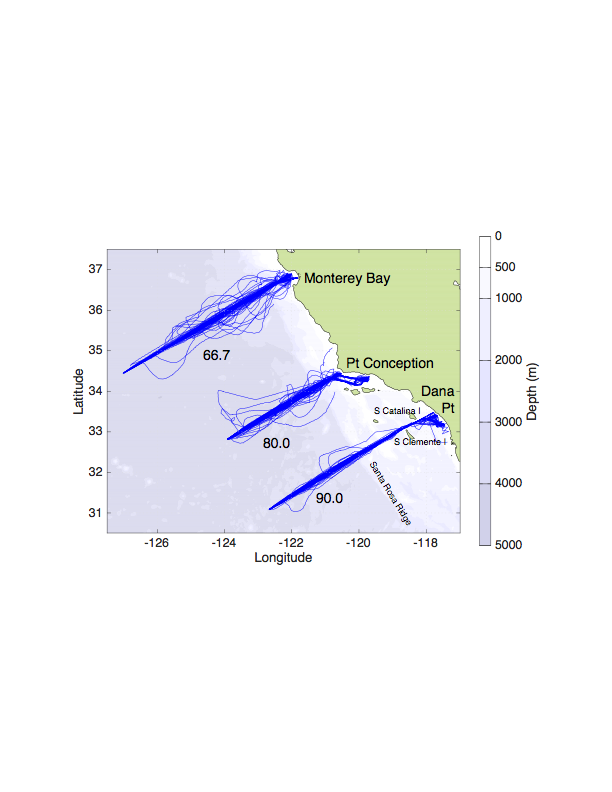 0
37
Monterey Bay
500
1000
36
35
66.7
Pt Conception
2000
34
Dana
Pt
S Catalina I
Latitude
Depth (m)
33
80.0
S Clemente I
3000
32
Santa Rosa Ridge
90.0
4000
31
-126
-124
-122
-120
-118
5000
Longitude